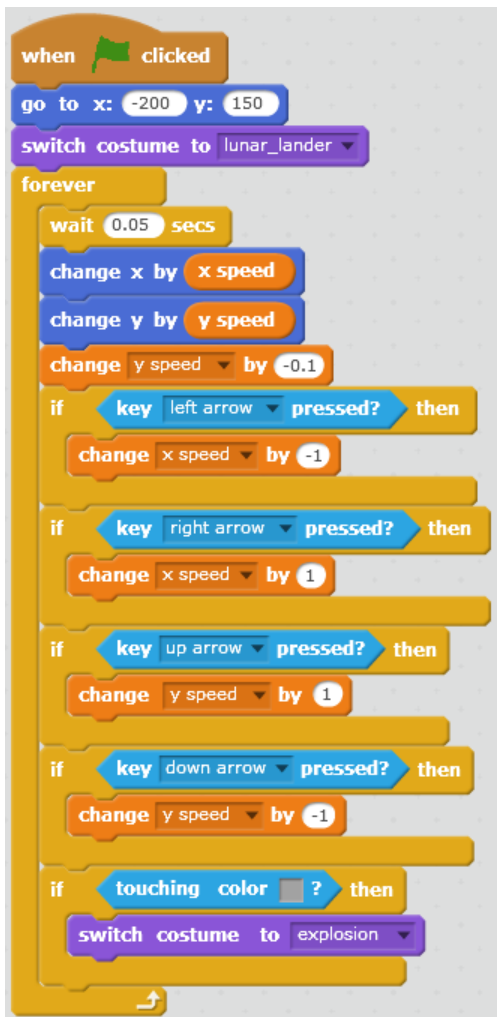 when clicked
go to x: -200 y: 150
switch costume to lunar_lander
forever
wait 0.05 secs
change x by x speed
change y by y speed
change y speed by -0.1
if key left arrow pressed? then
change x speed by -1
if key right arrow pressed? then
change x speed by 1
if key up arrow pressed? then
change y speed by 1
if key down arrow pressed? then
change y speed by -1
if touching color ? then
switch costume to explosion